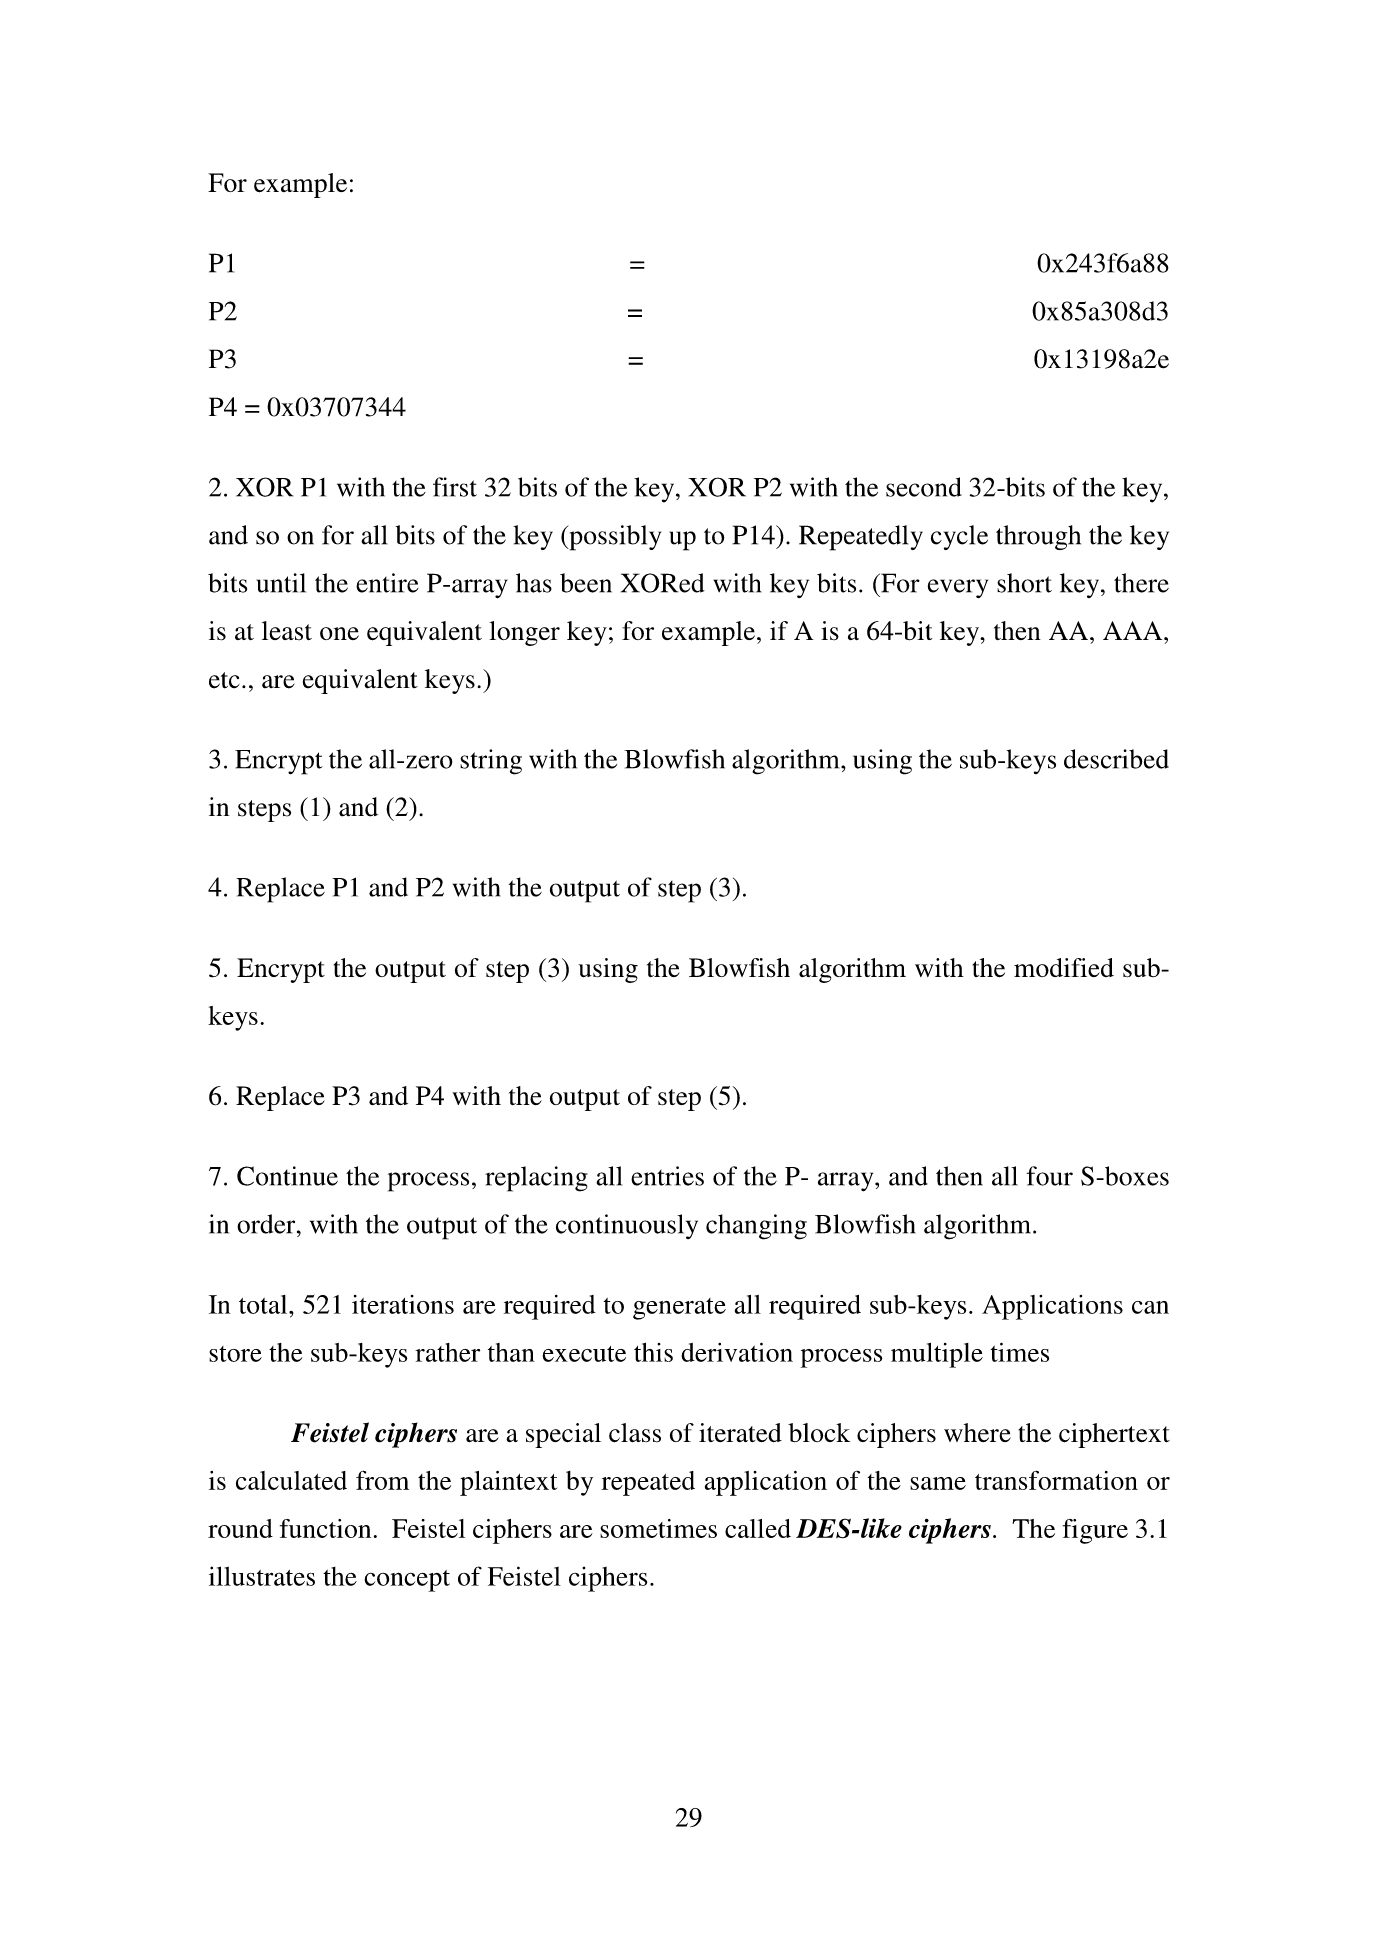 For example:
P1 = 0x243f6a88
P2 = 0x85a308d3
P3 = 0x13198a2e
P4 = 0x03707344
2. XOR P1 with the first 32 bits of the key, XOR P2 with the second 32-bits of the key,
and so on for all bits of the key (possibly up to P14). Repeatedly cycle through the key
bits until the entire P-array has been XORed with key bits. (For every short key, there
is at least one equivalent longer key; for example, if A is a 64-bit key, then AA, AAA,
etc., are equivalent keys.)
3. Encrypt the all-zero string with the Blowfish algorithm, using the sub-keys described
in steps (1) and (2).
4. Replace P1 and P2 with the output of step (3).
5. Encrypt the output of step (3) using the Blowfish algorithm with the modified sub-
keys.
6. Replace P3 and P4 with the output of step (5).
7. Continue the process, replacing all entries of the P- array, and then all four S-boxes
in order, with the output of the continuously changing Blowfish algorithm.
In total, 521 iterations are required to generate all required sub-keys. Applications can
store the sub-keys rather than execute this derivation process multiple times
Feistel ciphers are a special class of iterated block ciphers where the ciphertext
is calculated from the plaintext by repeated application of the same transformation or
round function.  Feistel ciphers are sometimes called DES-like ciphers.  The figure 3.1
illustrates the concept of Feistel ciphers.
29